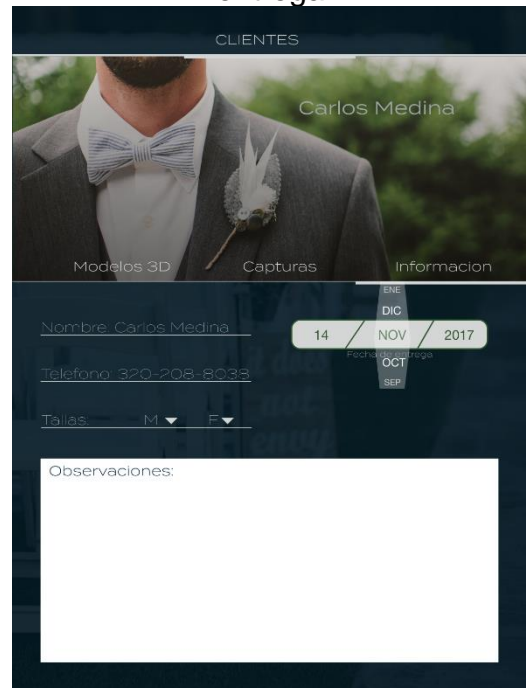 entrega
CLIENTES
Carlos Medina
Modelos 3D Capturas Informacion
ENE
DIC
Nombre: Carlos Medina
14 / NOV / 2017
Fecha de entrega
OCT
Telefono: 320-208-8038
SEP
Tallas: M F
Observaciones: